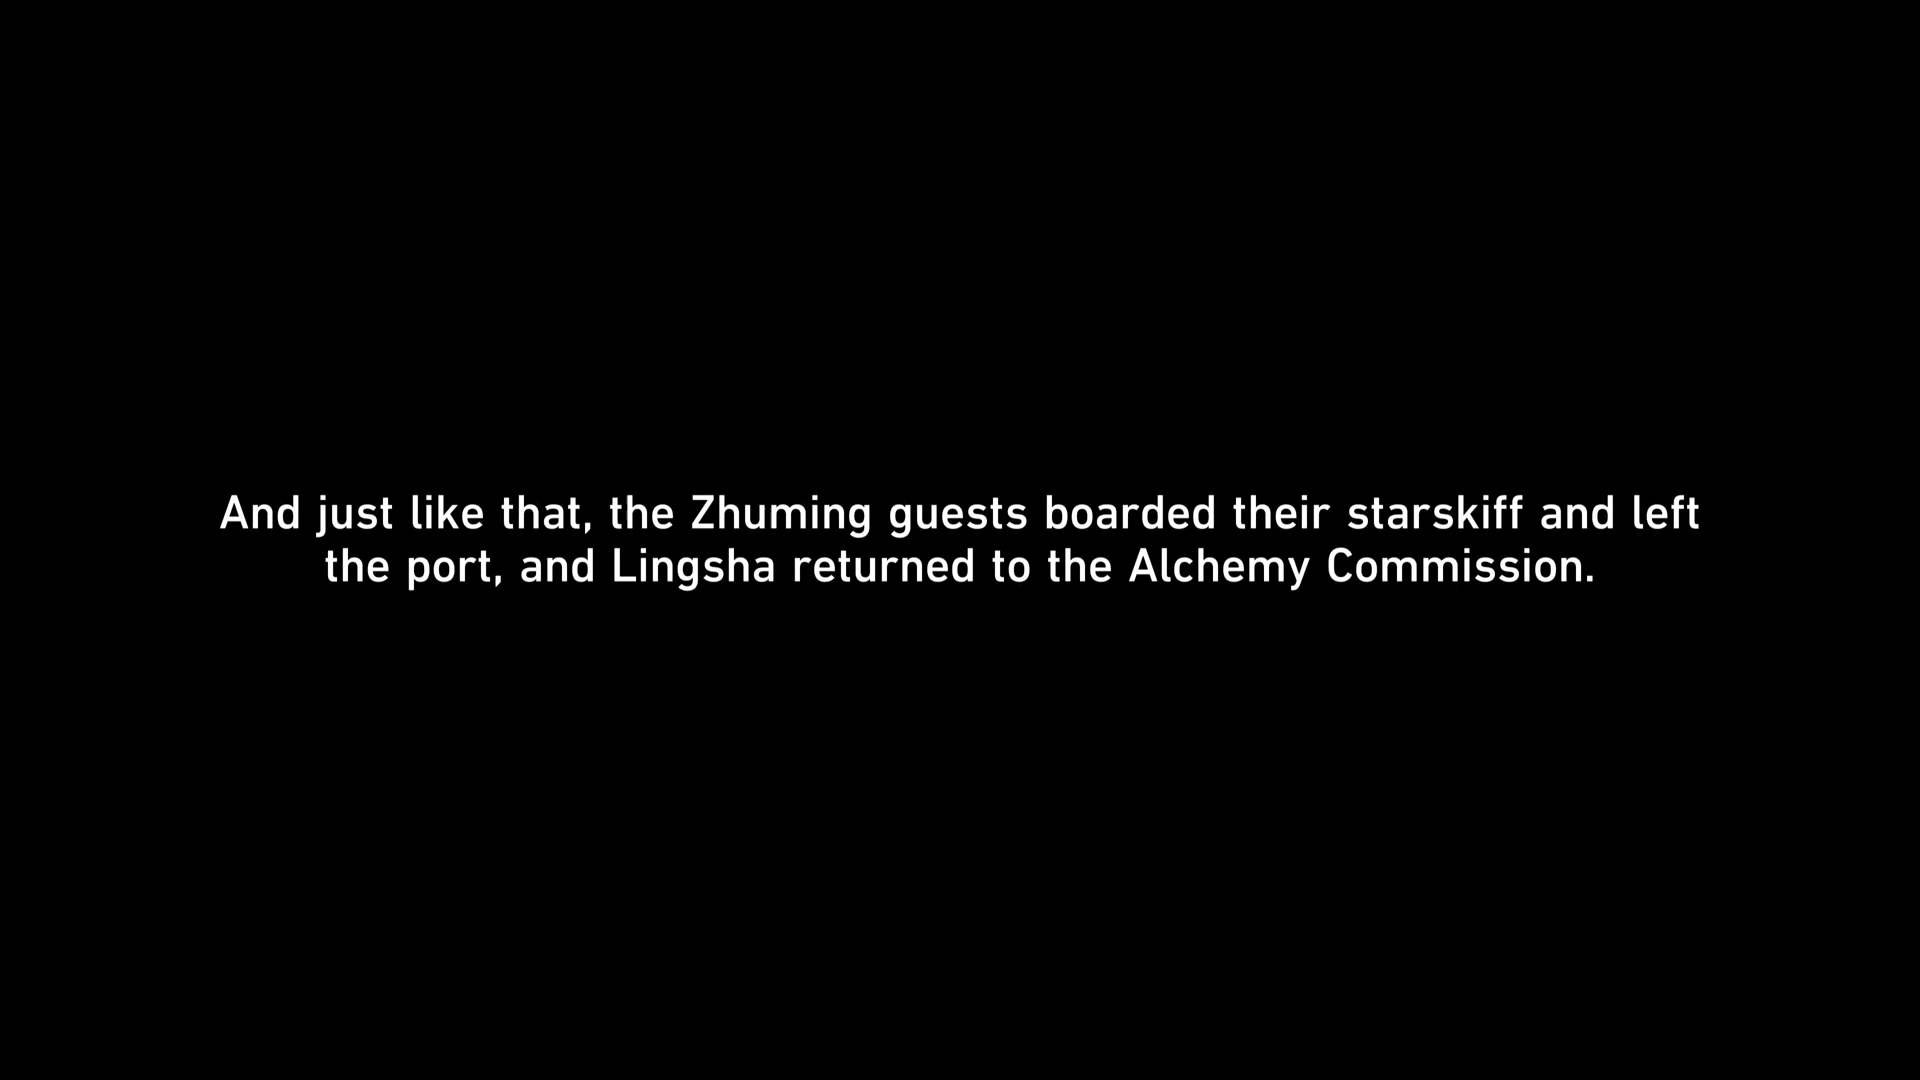 And just like that, the Zhuming guests boarded their starskiff and left
the port, and Lingsha returned to the Alchemy Commission.